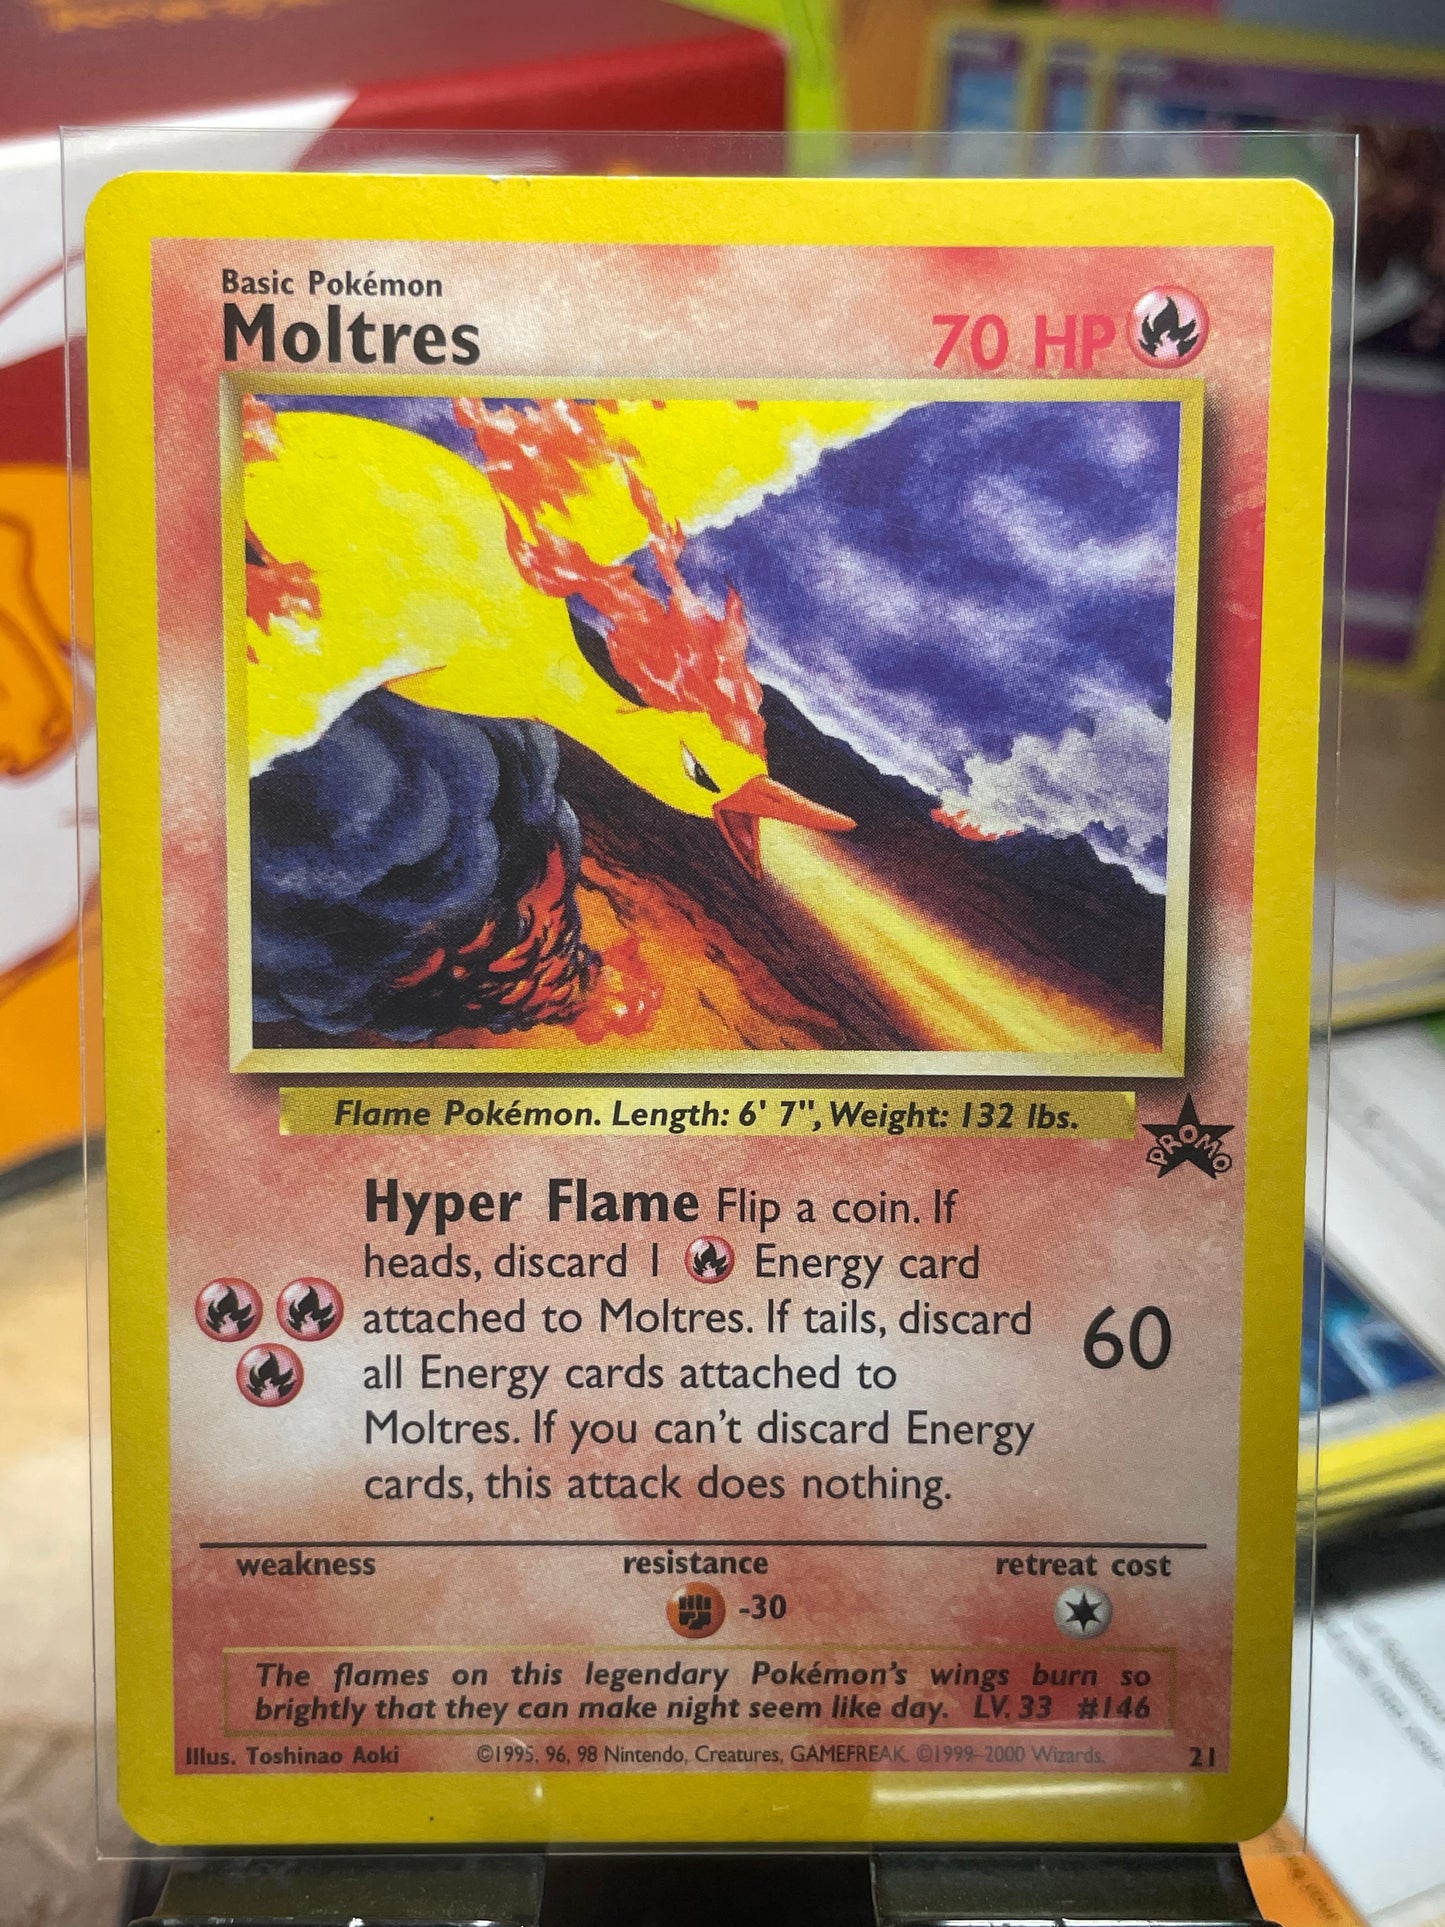 Basic Pokémon
Moltres
70 HP
Flame Pokémon. Length: 6' 7", Weight: 132 lbs.
PROMO
Hyper Flame Flip a coin. If
heads, discard 1 Energy card
attached to Moltres. If tails, discard
all Energy cards attached to
Moltres. If you can't discard Energy
cards, this attack does nothing.
60
weakness
resistance
retreat cost
-30
The flames on this legendary Pokémon's wings burn so
brightly that they can make night seem like day. LV. 33 #146
Illus. Toshinao Aoki
©1995, 96, 98 Nintendo, Creatures, GAMEFREAK. ©1999–2000 Wizards.
21